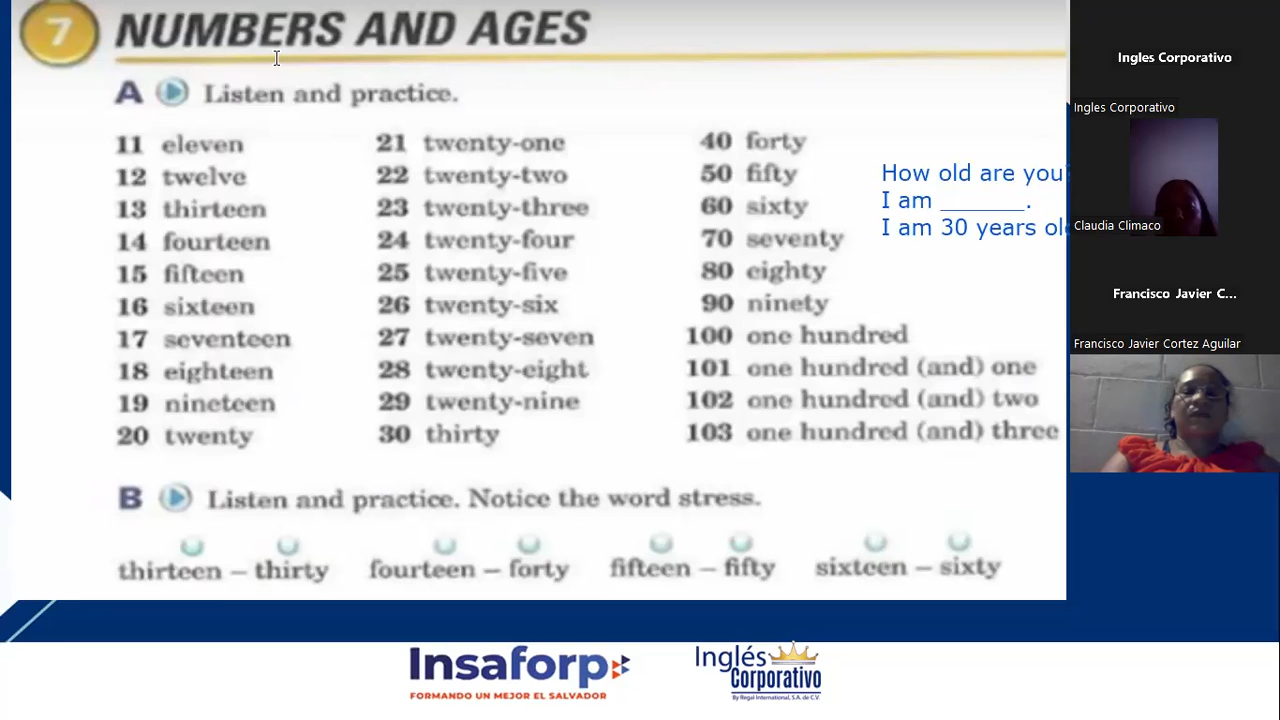 7 NUMBERS AND AGES
A Listen and practice.
11 eleven 21 twenty-one 40 forty
12 twelve 22 twenty-two 50 fifty
13 thirteen 23 twenty-three 60 sixty
14 fourteen 24 twenty-four 70 seventy
15 fifteen 25 twenty-five 80 eighty
16 sixteen 26 twenty-six 90 ninety
17 seventeen 27 twenty-seven 100 one hundred
18 eighteen 28 twenty-eight 101 one hundred (and) one
19 nineteen 29 twenty-nine 102 one hundred (and) two
20 twenty 30 thirty 103 one hundred (and) three
How old are you?
I am ______.
I am 30 years ol
B Listen and practice. Notice the word stress.
thirteen – thirty fourteen – forty fifteen – fifty sixteen – sixty
Insaforp
FORMANDO UN MEJOR EL SALVADOR
Inglés
Corporativo
By Regal International, S.A. de C.V.
Ingles Corporativo
Ingles Corporativo
Claudia Climaco
Francisco Javier C...
Francisco Javier Cortez Aguilar